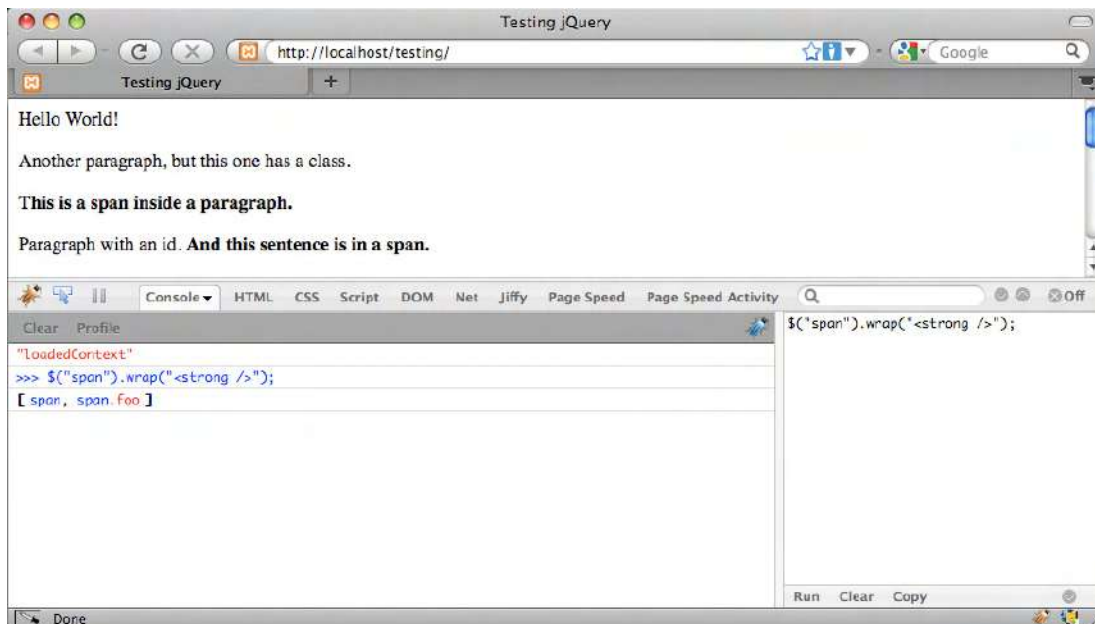 Testing jQuery
http://localhost/testing/
Google
Testing jQuery +
Hello World!
Another paragraph, but this one has a class.
This is a span inside a paragraph.
Paragraph with an id. And this sentence is in a span.
Console HTML CSS Script DOM Net Jiffy Page Speed Page Speed Activity Off
Clear Profile
"loadedContext"
>>> $("span").wrap("<strong />");
[ span, span.foo ]
$("span").wrap("<strong />");
Run Clear Copy
Done